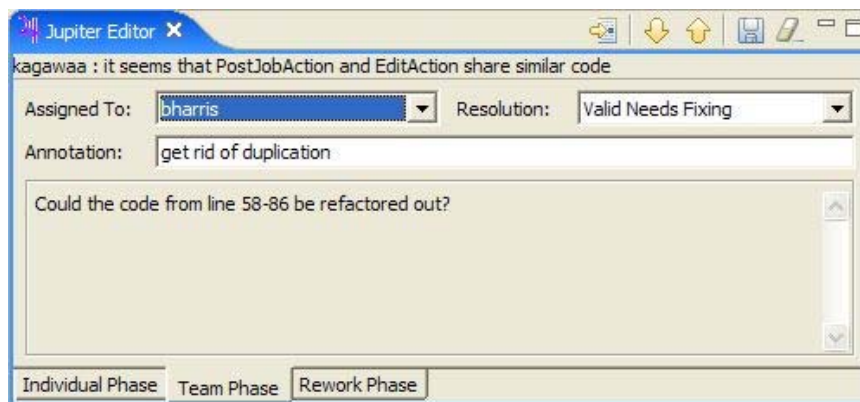 Jupiter Editor
kagawaa : it seems that PostJobAction and EditAction share similar code
Assigned To: bharris Resolution: Valid Needs Fixing
Annotation: get rid of duplication
Could the code from line 58-86 be refactored out?
Individual Phase Team Phase Rework Phase